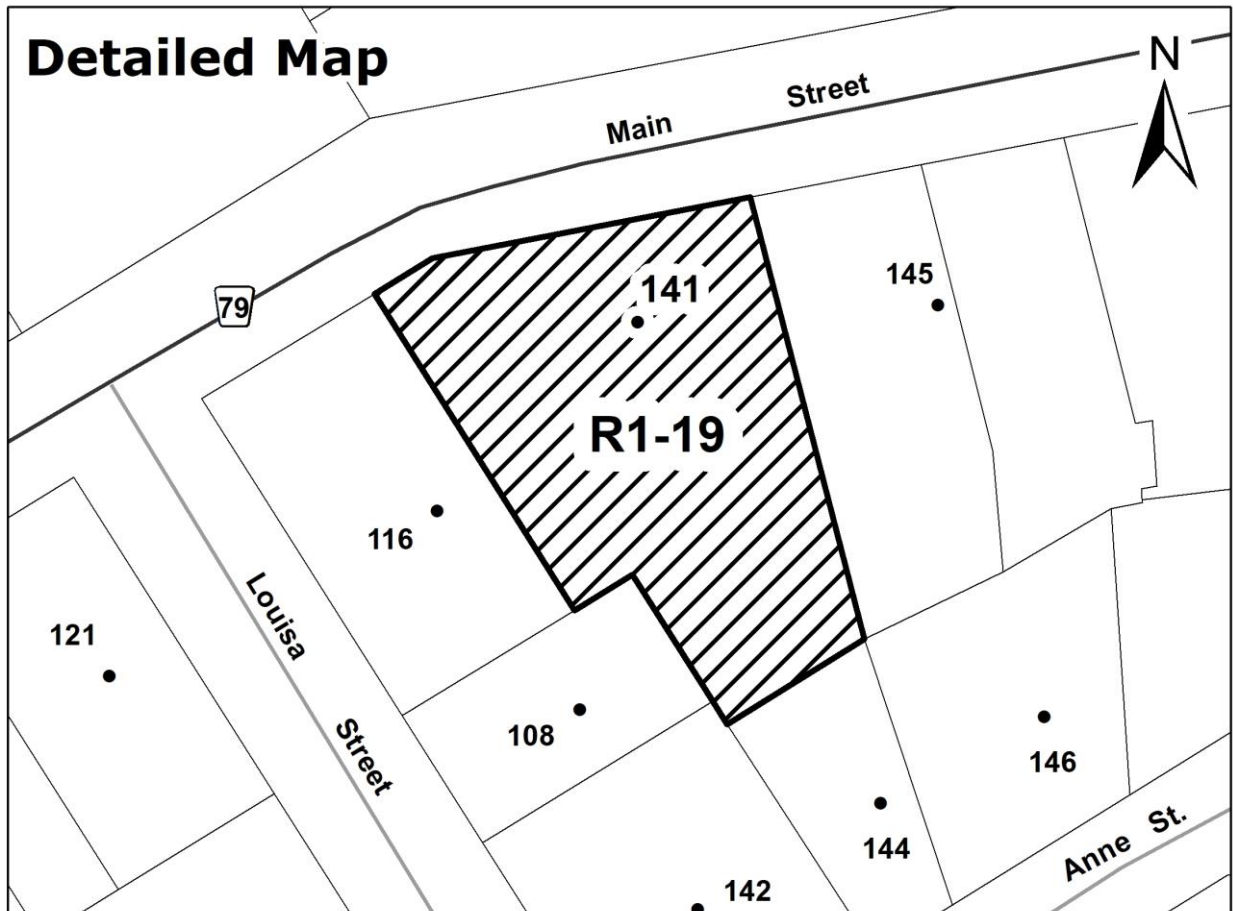 Detailed Map
N
Main Street
79
141
145
R1-19
116
Louisa Street
121
108
146
144
Anne St.
142